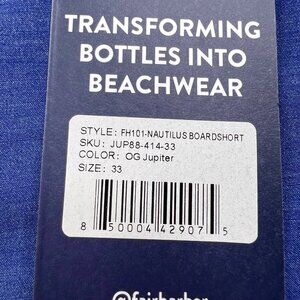 TRANSFORMING
BOTTLES INTO
BEACHWEAR
STYLE: FH101-NAUTILUS BOARDSHORT
SKU: JUP88-414-33
COLOR: OG Jupiter
SIZE: 33
8 50004 42907 5
@fairharbor